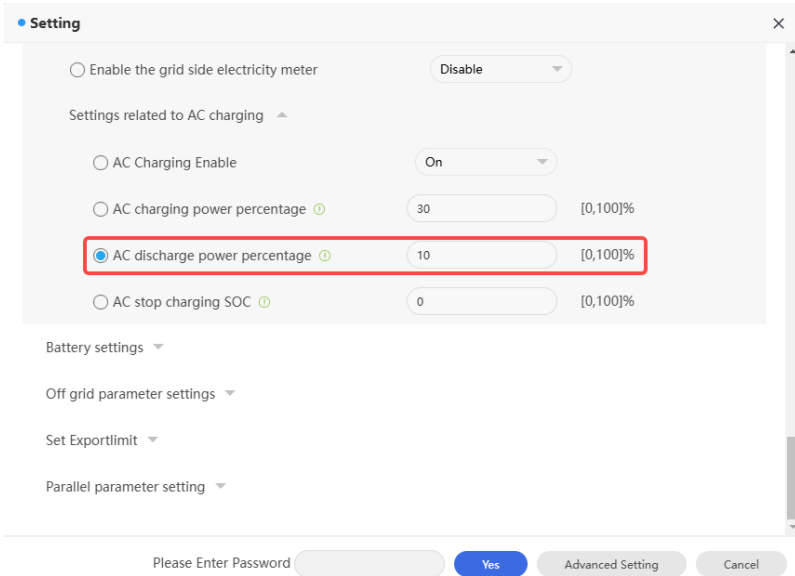 Setting
Enable the grid side electricity meter Disable
Settings related to AC charging
AC Charging Enable On
AC charging power percentage 30 [0,100]%
AC discharge power percentage 10 [0,100]%
AC stop charging SOC 0 [0,100]%
Battery settings
Off grid parameter settings
Set Exportlimit
Parallel parameter setting
Please Enter Password Yes Advanced Setting Cancel